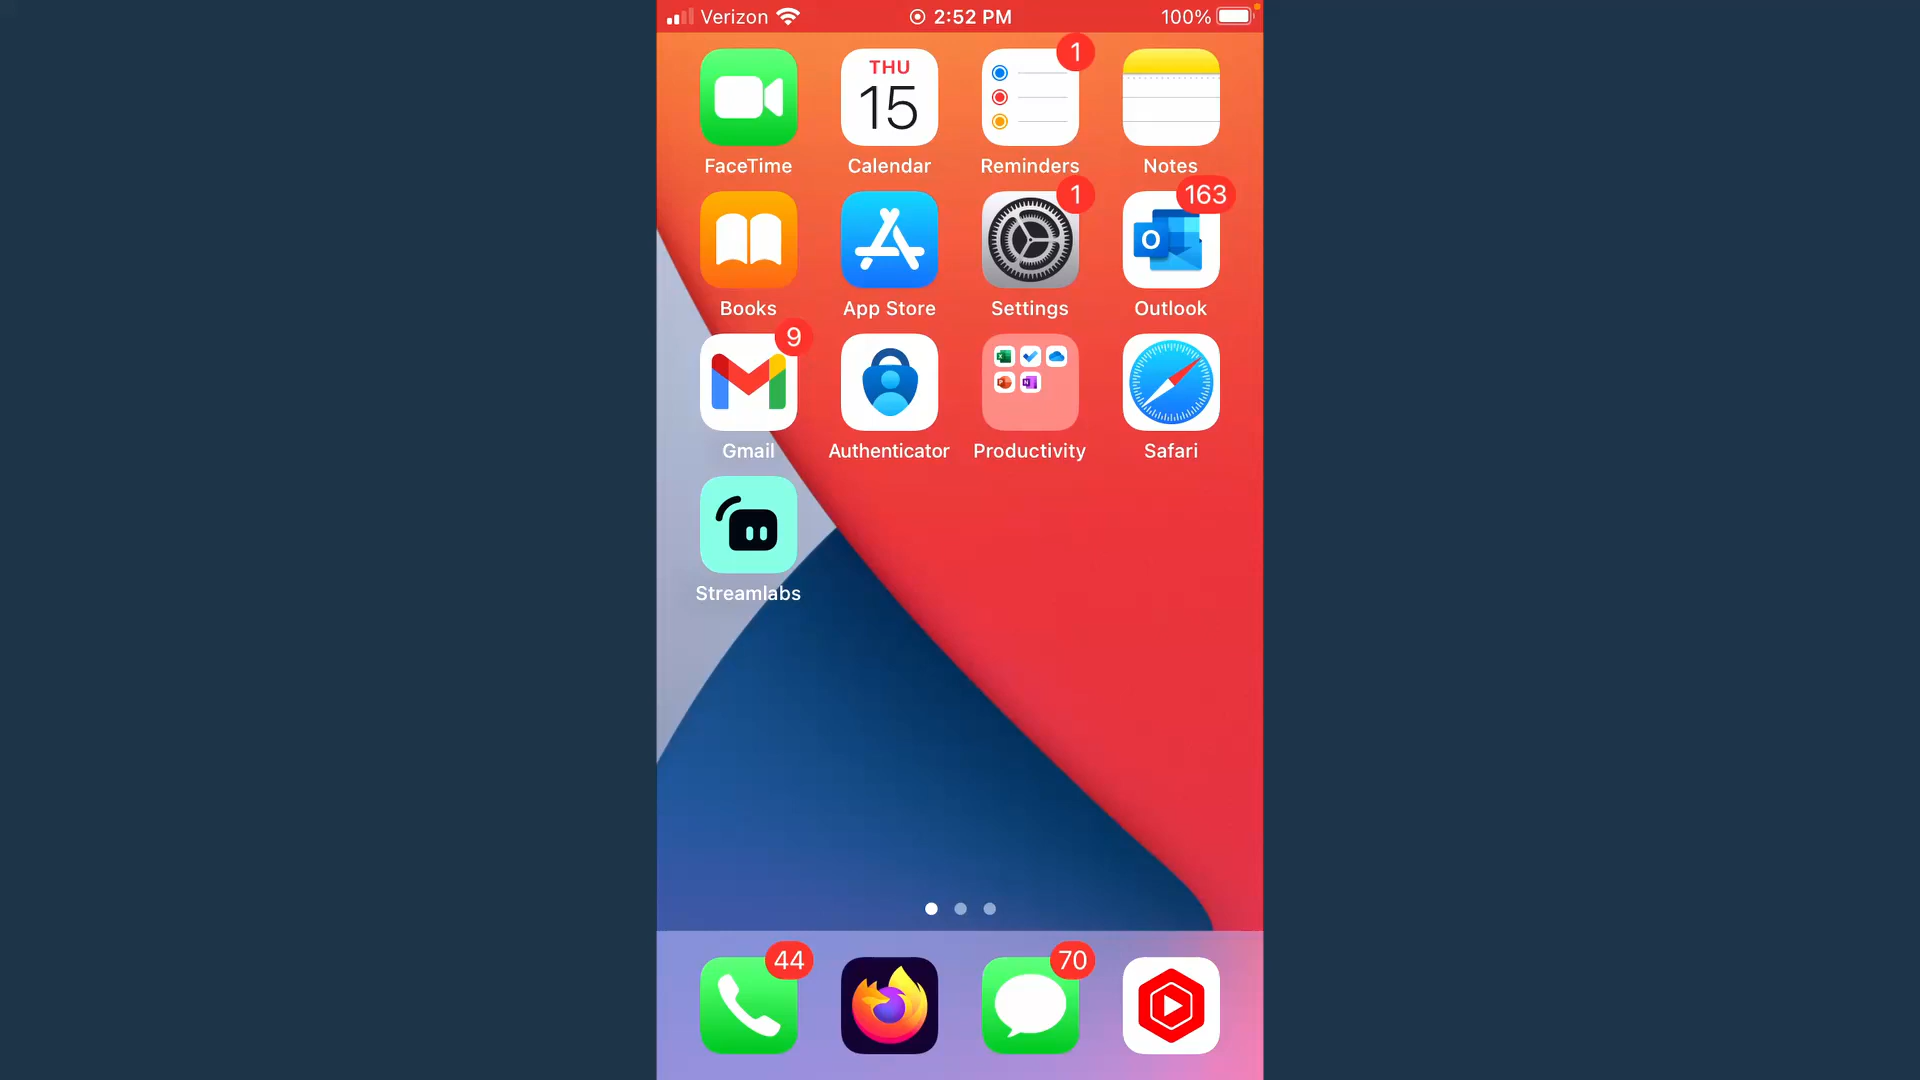 Verizon 2:52 PM 100%
THU
15
1
FaceTime Calendar Reminders Notes
1
163
O
Books App Store Settings Outlook
9
Gmail Authenticator Productivity Safari
Streamlabs
44
70